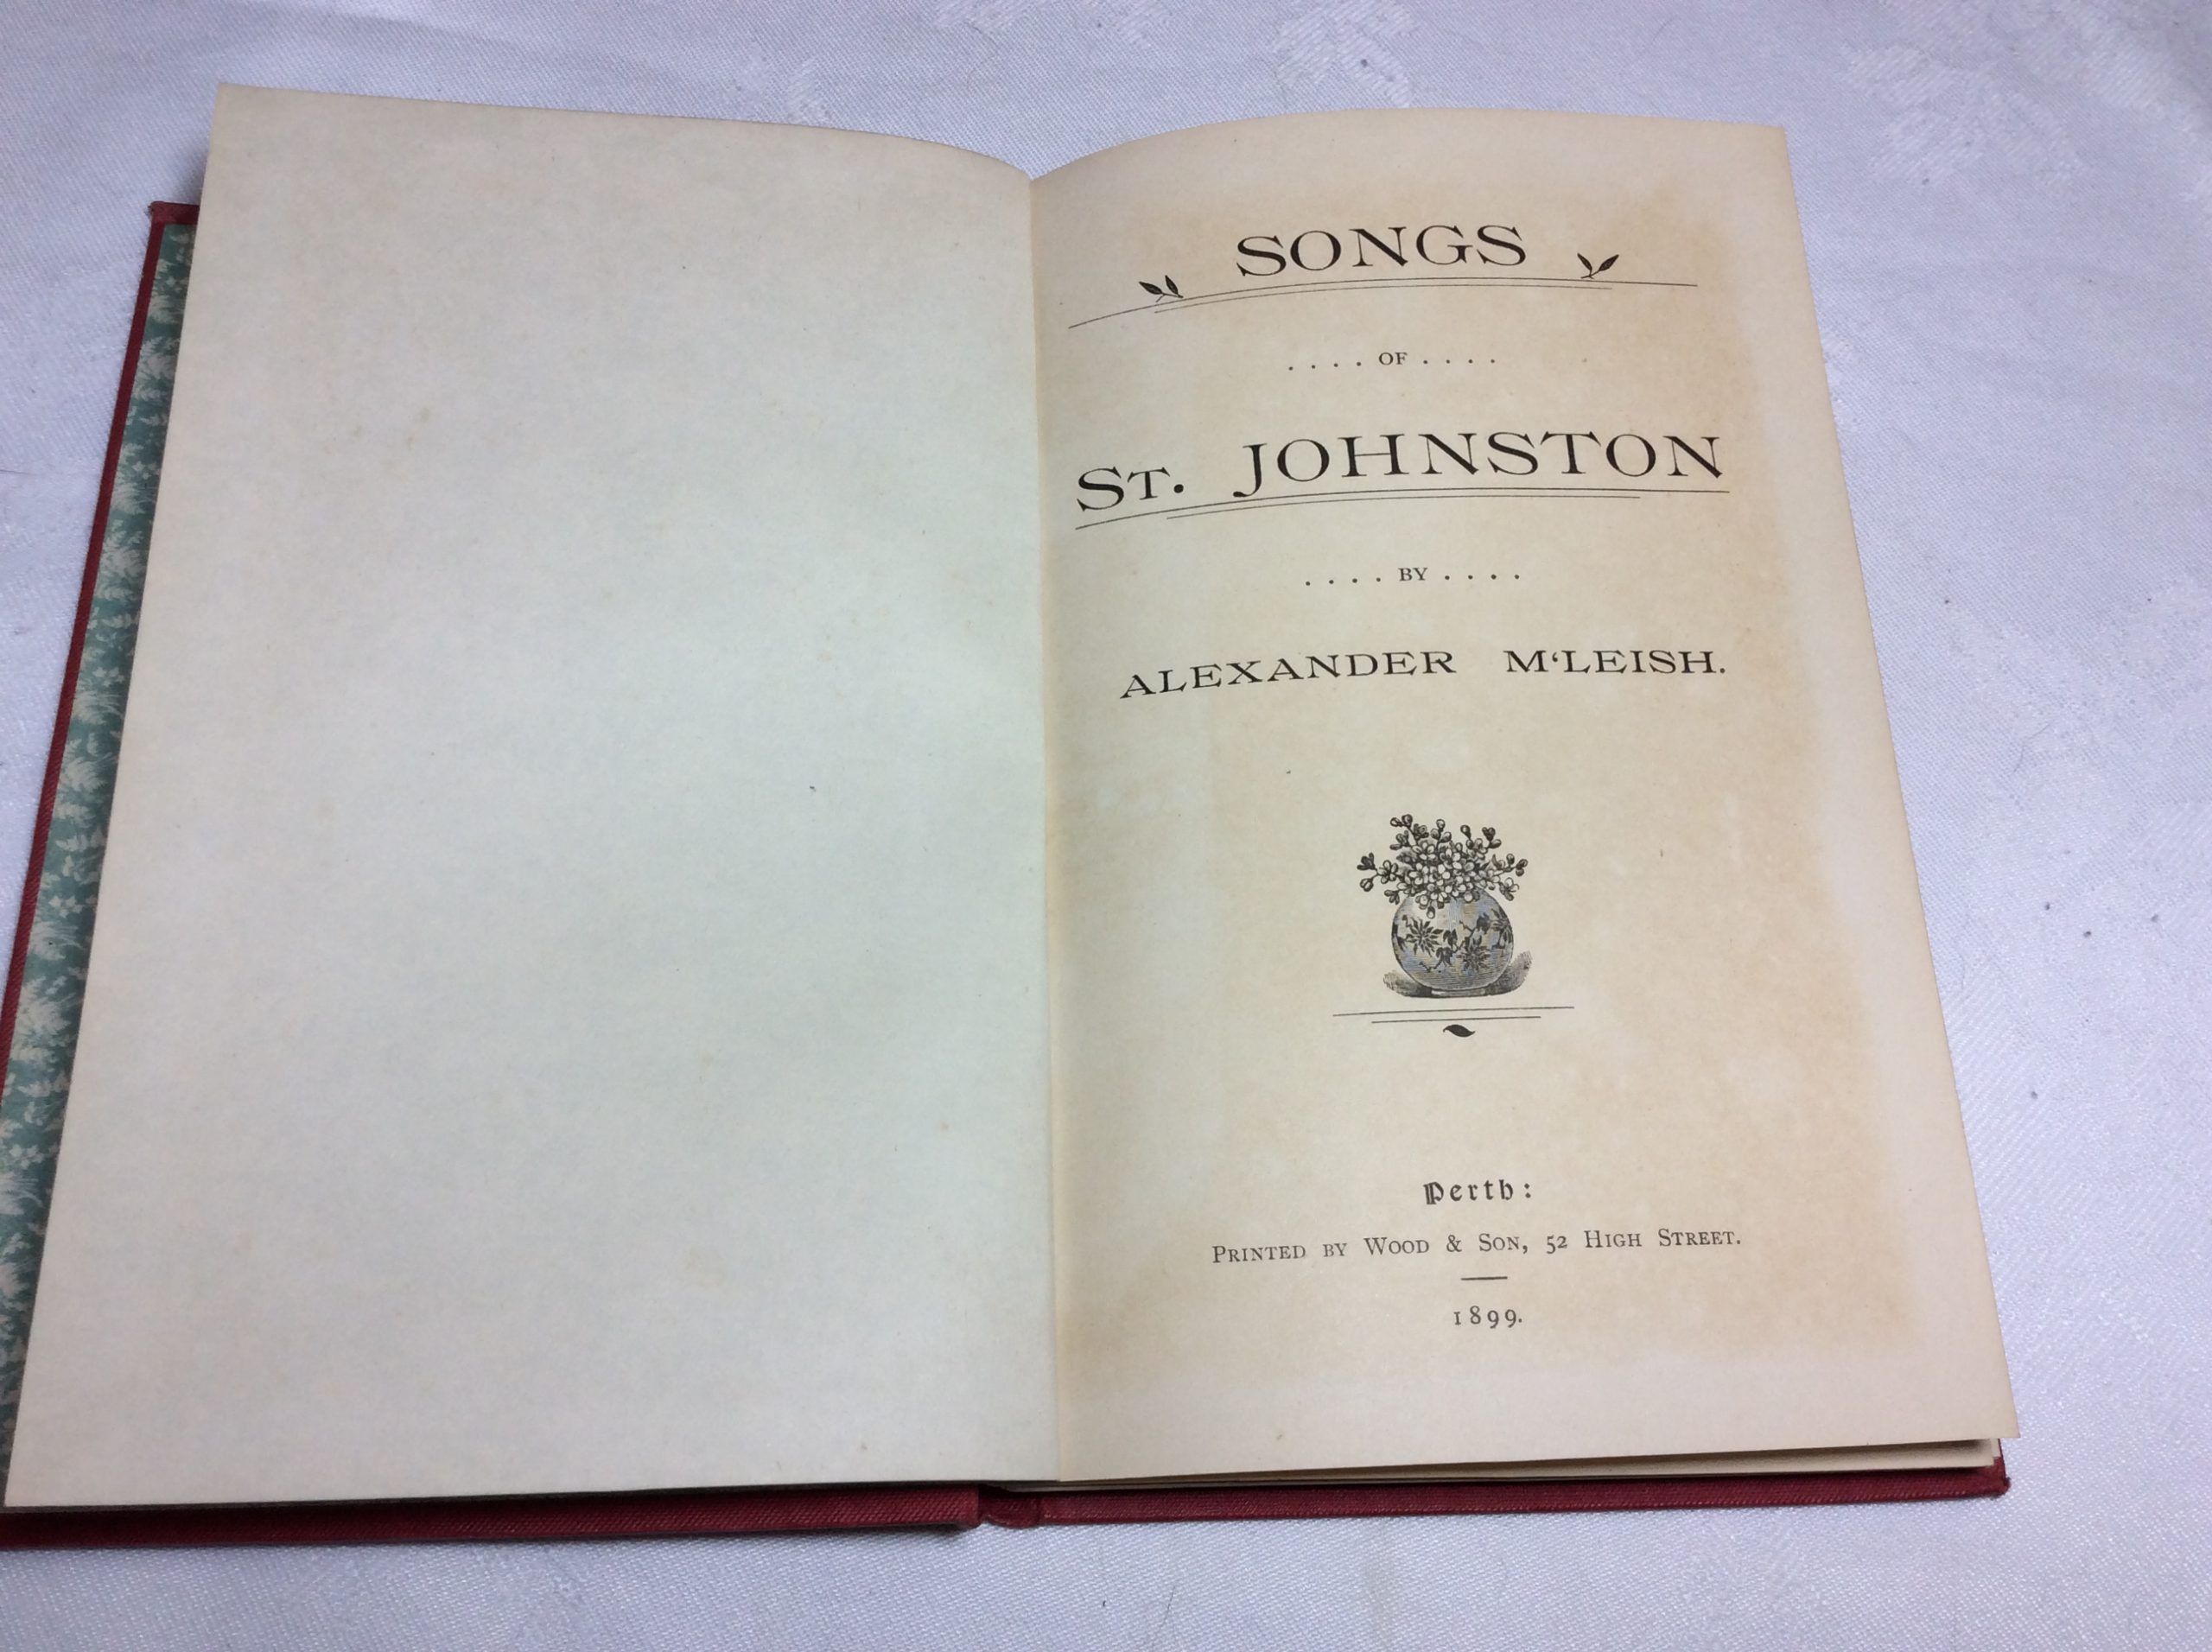 SONGS
. . . . OF . . . .
ST. JOHNSTON
. . . . BY . . . .
ALEXANDER M‘LEISH.
Perth:
PRINTED BY WOOD & SON, 52 HIGH STREET.
1899.